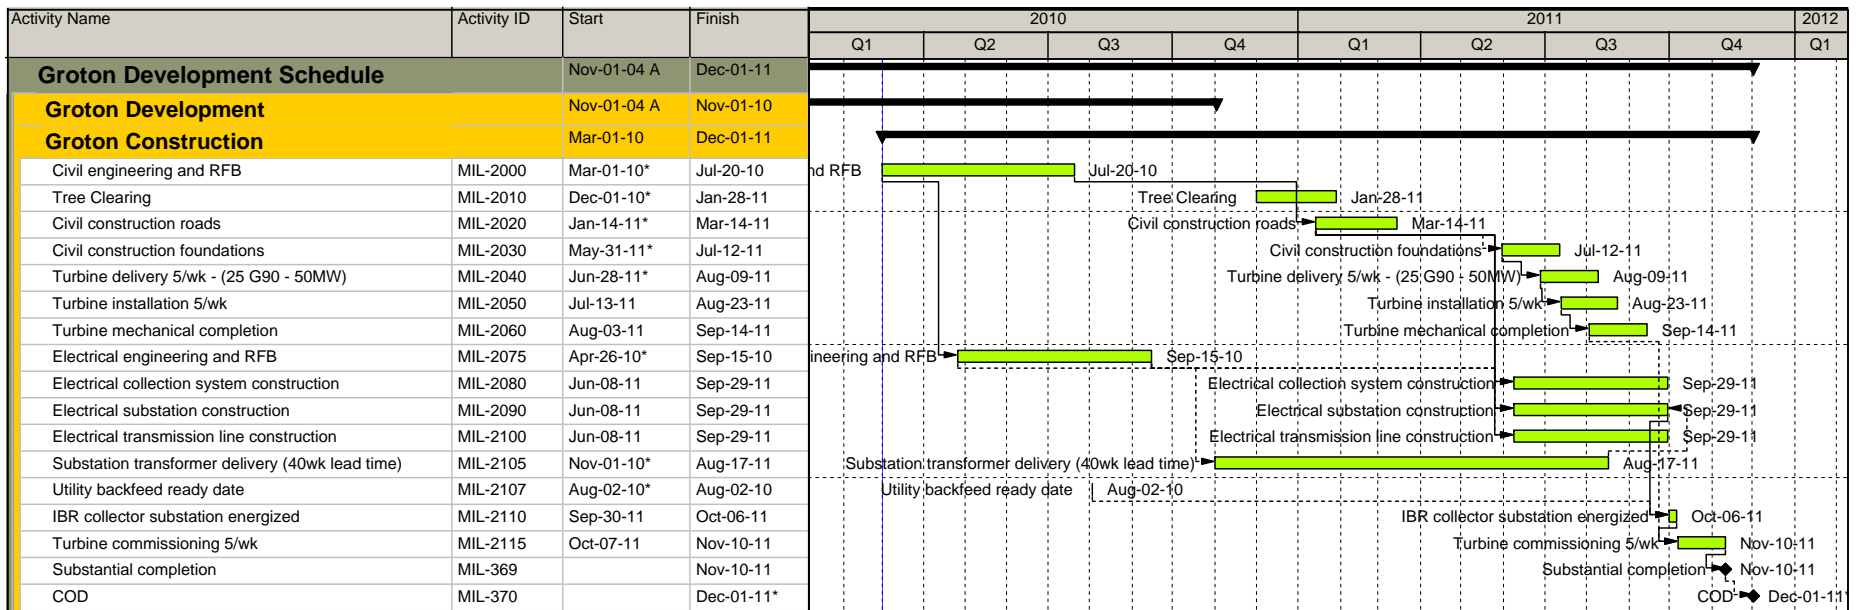 Activity Name Activity ID Start Finish 2010 2011 2012
Q1 Q2 Q3 Q4 Q1 Q2 Q3 Q4 Q1
Groton Development Schedule Nov-01-04 A Dec-01-11
Groton Development Nov-01-04 A Nov-01-10
Groton Construction Mar-01-10 Dec-01-11
Civil engineering and RFB MIL-2000 Mar-01-10* Jul-20-10 nd RFB Jul-20-10
Tree Clearing MIL-2010 Dec-01-10* Jan-28-11 Tree Clearing Jan-28-11
Civil construction roads MIL-2020 Jan-14-11* Mar-14-11 Civil construction roads Mar-14-11
Civil construction foundations MIL-2030 May-31-11* Jul-12-11 Civil construction foundations Jul-12-11
Turbine delivery 5/wk - (25 G90 - 50MW) MIL-2040 Jun-28-11* Aug-09-11 Turbine delivery 5/wk - (25 G90 - 50MW) Aug-09-11
Turbine installation 5/wk MIL-2050 Jul-13-11 Aug-23-11 Turbine installation 5/wk Aug-23-11
Turbine mechanical completion MIL-2060 Aug-03-11 Sep-14-11 Turbine mechanical completion Sep-14-11
Electrical engineering and RFB MIL-2075 Apr-26-10* Sep-15-10 ineering and RFB Sep-15-10
Electrical collection system construction MIL-2080 Jun-08-11 Sep-29-11 Electrical collection system construction Sep-29-11
Electrical substation construction MIL-2090 Jun-08-11 Sep-29-11 Electrical substation construction Sep-29-11
Electrical transmission line construction MIL-2100 Jun-08-11 Sep-29-11 Electrical transmission line construction Sep-29-11
Substation transformer delivery (40wk lead time) MIL-2105 Nov-01-10* Aug-17-11 Substation transformer delivery (40wk lead time) Aug-17-11
Utility backfeed ready date MIL-2107 Aug-02-10* Aug-02-10 Utility backfeed ready date Aug-02-10
IBR collector substation energized MIL-2110 Sep-30-11 Oct-06-11 IBR collector substation energized Oct-06-11
Turbine commissioning 5/wk MIL-2115 Oct-07-11 Nov-10-11 Turbine commissioning 5/wk Nov-10-11
Substantial completion MIL-369 Nov-10-11 Substantial completion Nov-10-11
COD MIL-370 Dec-01-11* COD Dec-01-11*